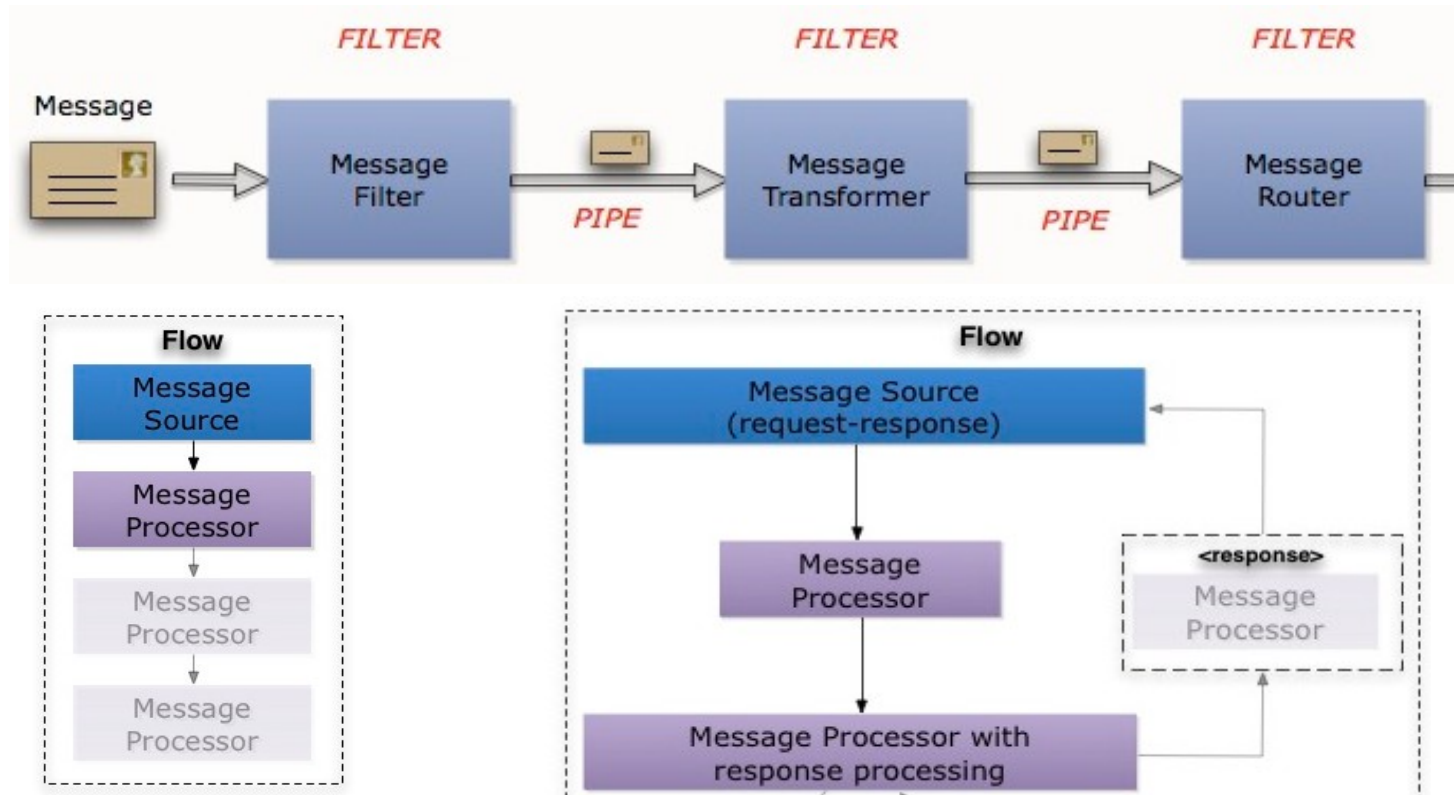 FILTER
FILTER
FILTER
Message
Message
Filter
Message
Transformer
Message
Router
PIPE
PIPE
Flow
Message
Source
Message
Processor
Message
Processor
Message
Processor
Flow
Message Source
(request-response)
Message
Processor
<response>
Message
Processor
Message Processor with
response processing